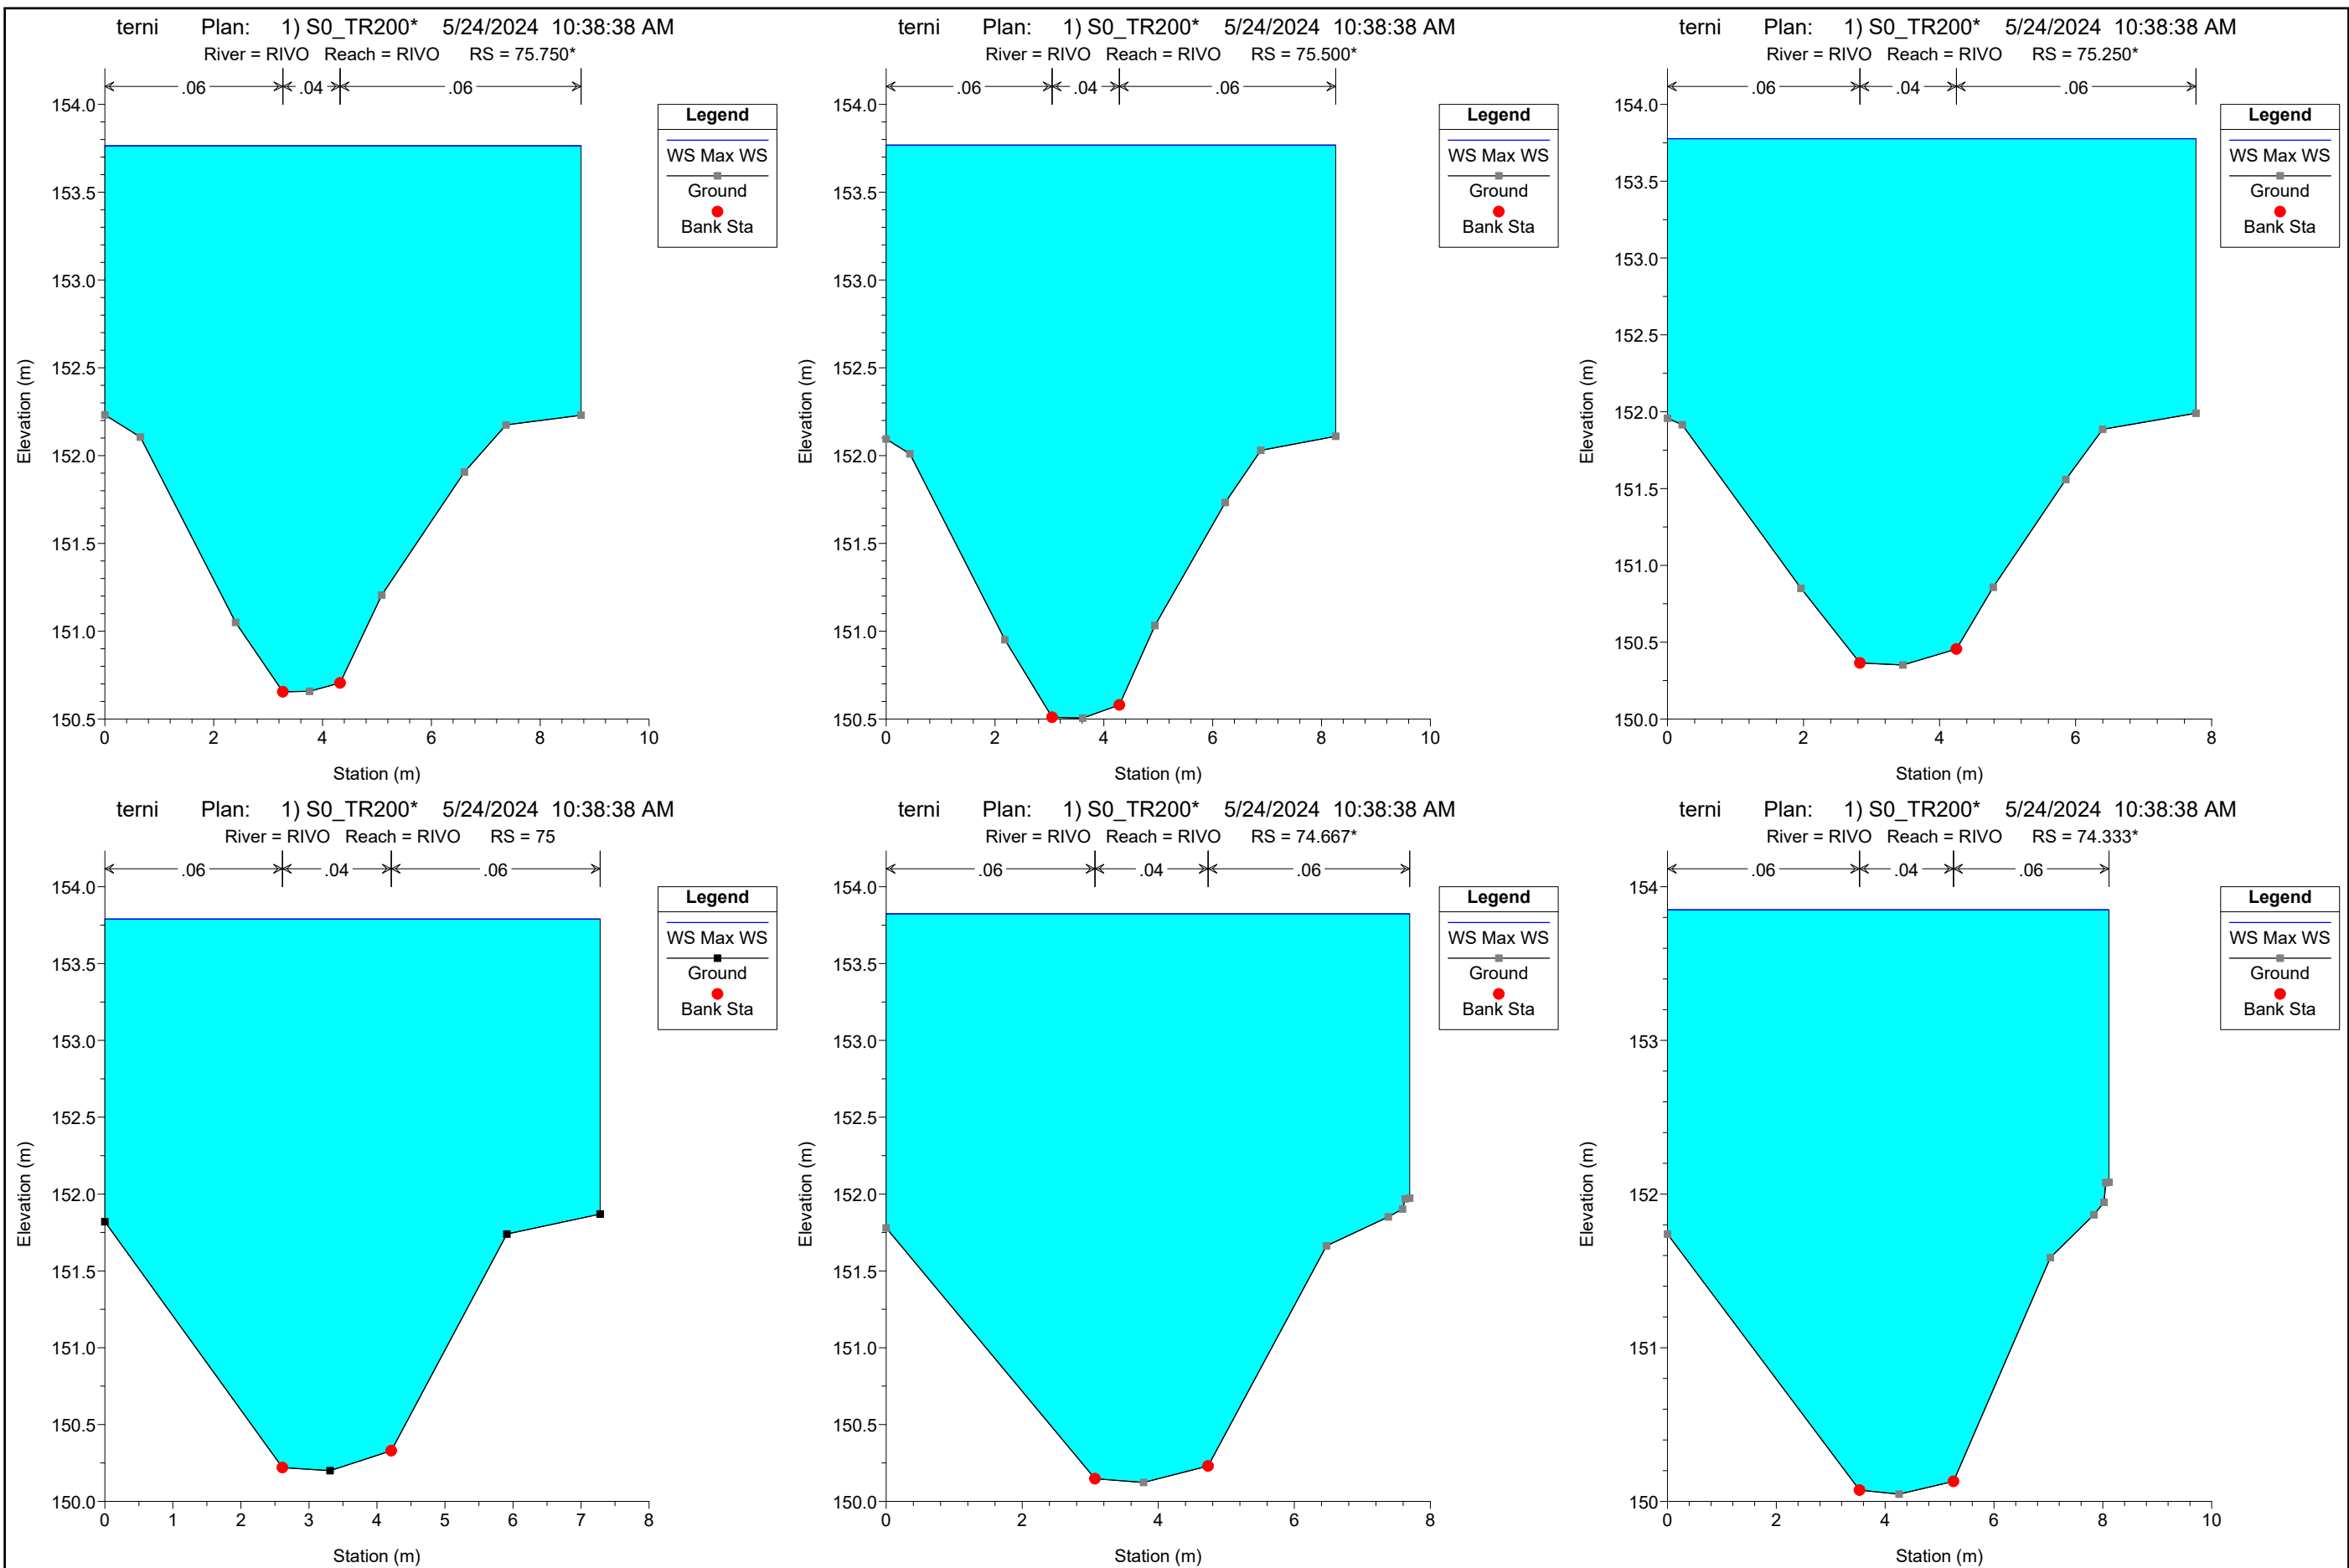 terni Plan: 1) S0_TR200* 5/24/2024 10:38:38 AM
River = RIVO Reach = RIVO RS = 75.750*
.06 .04 .06
154.0
153.5
153.0
152.5
152.0
151.5
151.0
150.5
Elevation (m)
0 2 4 6 8 10
Station (m)
Legend
WS Max WS
Ground
Bank Sta
terni Plan: 1) S0_TR200* 5/24/2024 10:38:38 AM
River = RIVO Reach = RIVO RS = 75.500*
.06 .04 .06
154.0
153.5
153.0
152.5
152.0
151.5
151.0
150.5
Elevation (m)
0 2 4 6 8 10
Station (m)
Legend
WS Max WS
Ground
Bank Sta
terni Plan: 1) S0_TR200* 5/24/2024 10:38:38 AM
River = RIVO Reach = RIVO RS = 75.250*
.06 .04 .06
154.0
153.5
153.0
152.5
152.0
151.5
151.0
150.5
150.0
Elevation (m)
0 2 4 6 8
Station (m)
Legend
WS Max WS
Ground
Bank Sta
terni Plan: 1) S0_TR200* 5/24/2024 10:38:38 AM
River = RIVO Reach = RIVO RS = 75
.06 .04 .06
154.0
153.5
153.0
152.5
152.0
151.5
151.0
150.5
150.0
Elevation (m)
0 1 2 3 4 5 6 7 8
Station (m)
Legend
WS Max WS
Ground
Bank Sta
terni Plan: 1) S0_TR200* 5/24/2024 10:38:38 AM
River = RIVO Reach = RIVO RS = 74.667*
.06 .04 .06
154.0
153.5
153.0
152.5
152.0
151.5
151.0
150.5
150.0
Elevation (m)
0 2 4 6 8
Station (m)
Legend
WS Max WS
Ground
Bank Sta
terni Plan: 1) S0_TR200* 5/24/2024 10:38:38 AM
River = RIVO Reach = RIVO RS = 74.333*
.06 .04 .06
154
153
152
151
150
Elevation (m)
0 2 4 6 8 10
Station (m)
Legend
WS Max WS
Ground
Bank Sta